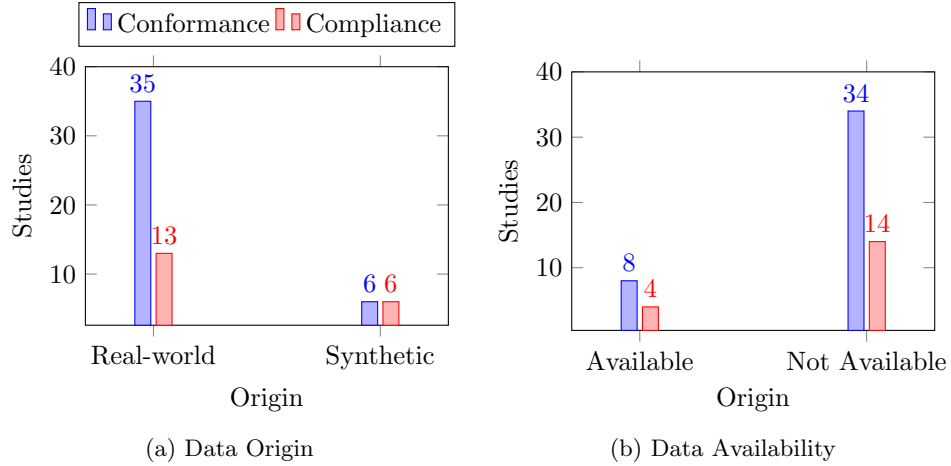 Conformance Compliance
40
30
20
10
Studies
35
13
6
6
Real-world
Synthetic
Origin
(a) Data Origin
40
30
20
10
Studies
8
4
34
14
Available
Not Available
Origin
(b) Data Availability